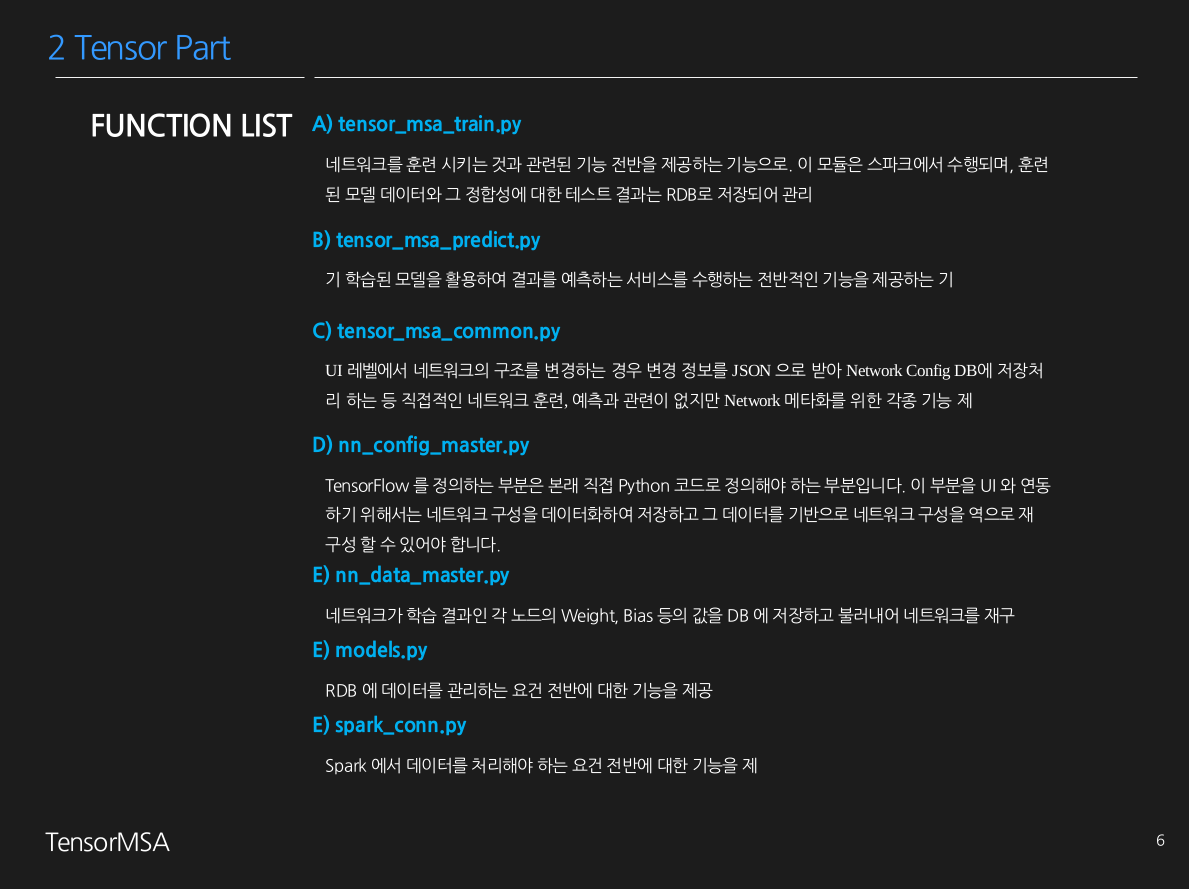 2 Tensor Part
FUNCTION LIST
A) tensor_msa_train.py
네트워크를 훈련 시키는 것과 관련된 기능 전반을 제공하는 기능으로. 이 모듈은 스파크에서 수행되며, 훈련
된 모델 데이터와 그 정합성에 대한 테스트 결과는 RDB로 저장되어 관리
B) tensor_msa_predict.py
기 학습된 모델을 활용하여 결과를 예측하는 서비스를 수행하는 전반적인 기능을 제공하는 기
C) tensor_msa_common.py
UI 레벨에서 네트워크의 구조를 변경하는 경우 변경 정보를 JSON 으로 받아 Network Config DB에 저장처
리 하는 등 직접적인 네트워크 훈련, 예측과 관련이 없지만 Network 메타화를 위한 각종 기능 제
D) nn_config_master.py
TensorFlow 를 정의하는 부분은 본래 직접 Python 코드로 정의해야 하는 부분입니다. 이 부분을 UI 와 연동
하기 위해서는 네트워크 구성을 데이터화하여 저장하고 그 데이터를 기반으로 네트워크 구성을 역으로 재
구성 할 수 있어야 합니다.
E) nn_data_master.py
네트워크가 학습 결과인 각 노드의 Weight, Bias 등의 값을 DB 에 저장하고 불러내어 네트워크를 재구
E) models.py
RDB 에 데이터를 관리하는 요건 전반에 대한 기능을 제공
E) spark_conn.py
Spark 에서 데이터를 처리해야 하는 요건 전반에 대한 기능을 제
TensorMSA
6